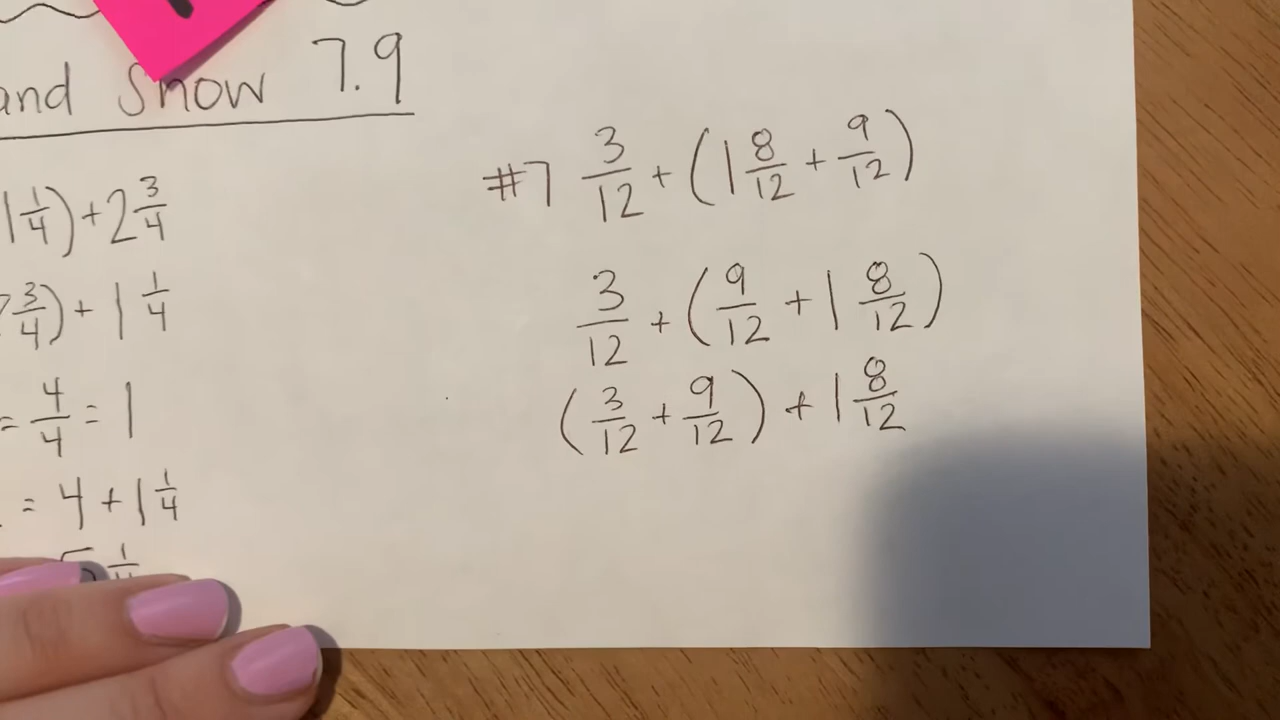 and Show 7.9
1 1/4) + 2 3/4
3/4) + 1 1/4
= 4/4 = 1
= 4 + 1 1/4
#7 3/12 + (1 8/12 + 9/12)
3/12 + (9/12 + 1 8/12)
(3/12 + 9/12) + 1 8/12